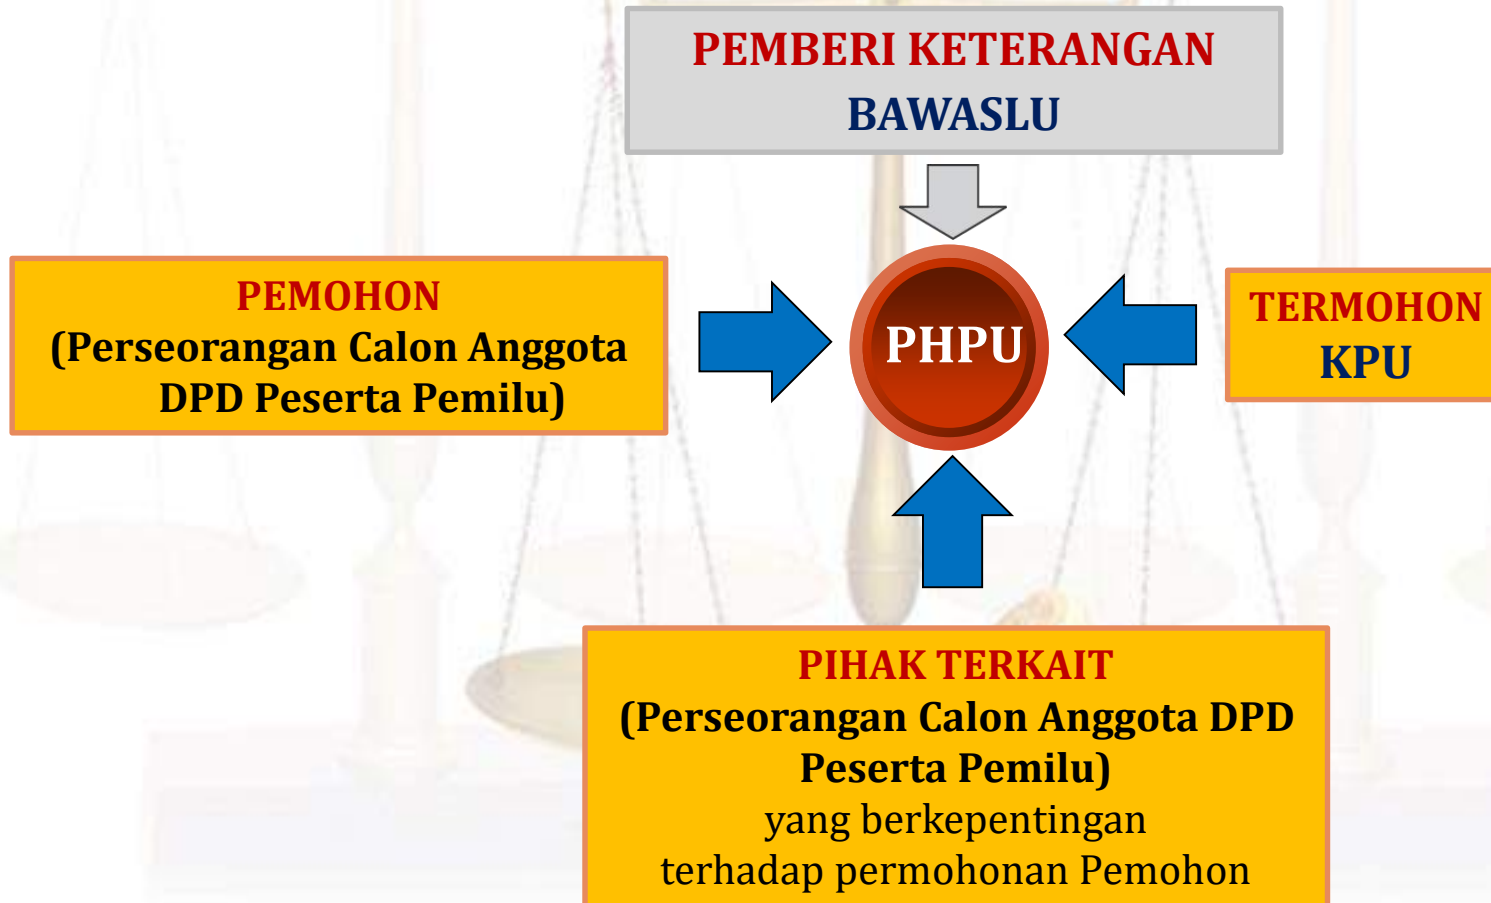 PEMBERI KETERANGAN
BAWASLU
PEMOHON
(Perseorangan Calon Anggota
DPD Peserta Pemilu)
PHPU
TERMOHON
KPU
PIHAK TERKAIT
(Perseorangan Calon Anggota DPD
Peserta Pemilu)
yang berkepentingan
terhadap permohonan Pemohon